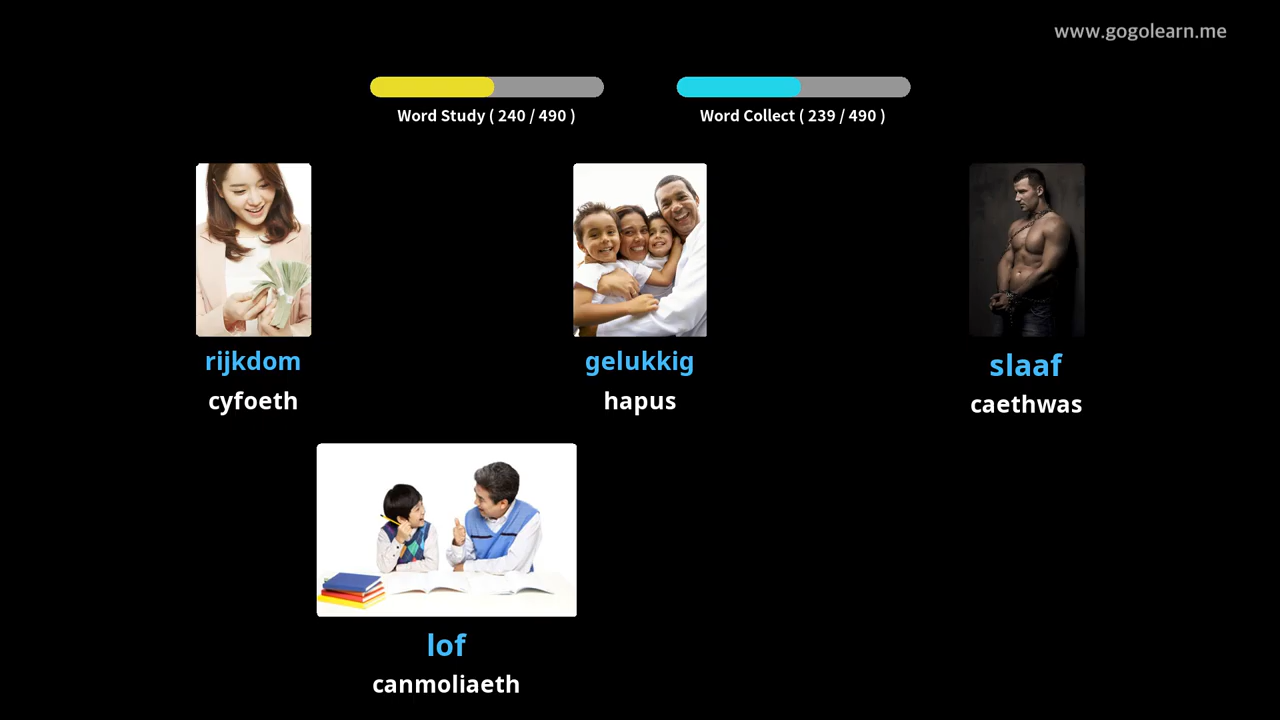 www.gogolearn.me
Word Study ( 240 / 490 )
Word Collect ( 239 / 490 )
rijkdom
cyfoeth
gelukkig
hapus
slaaf
caethwas
lof
canmoliaeth